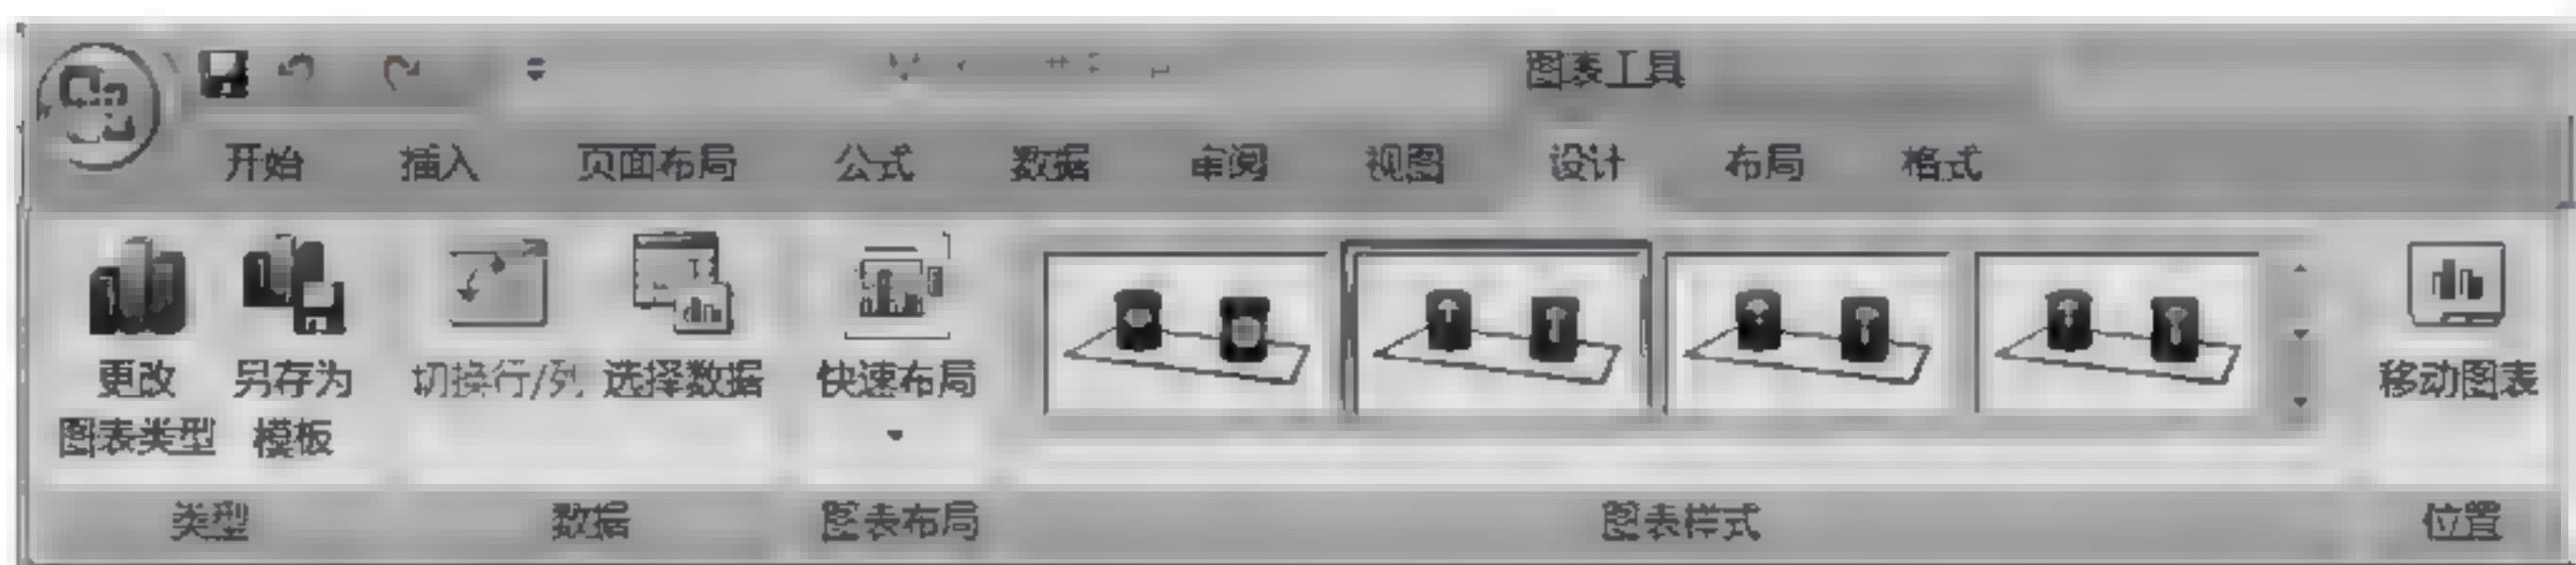 图表工具
开始 插入 页面布局 公式 数据 审阅 视图 设计 布局 格式
更改 另存为 切换行/列 选择数据 快速布局 移动图表
图表类型 模板
类型 数据 图表布局 图表样式 位置